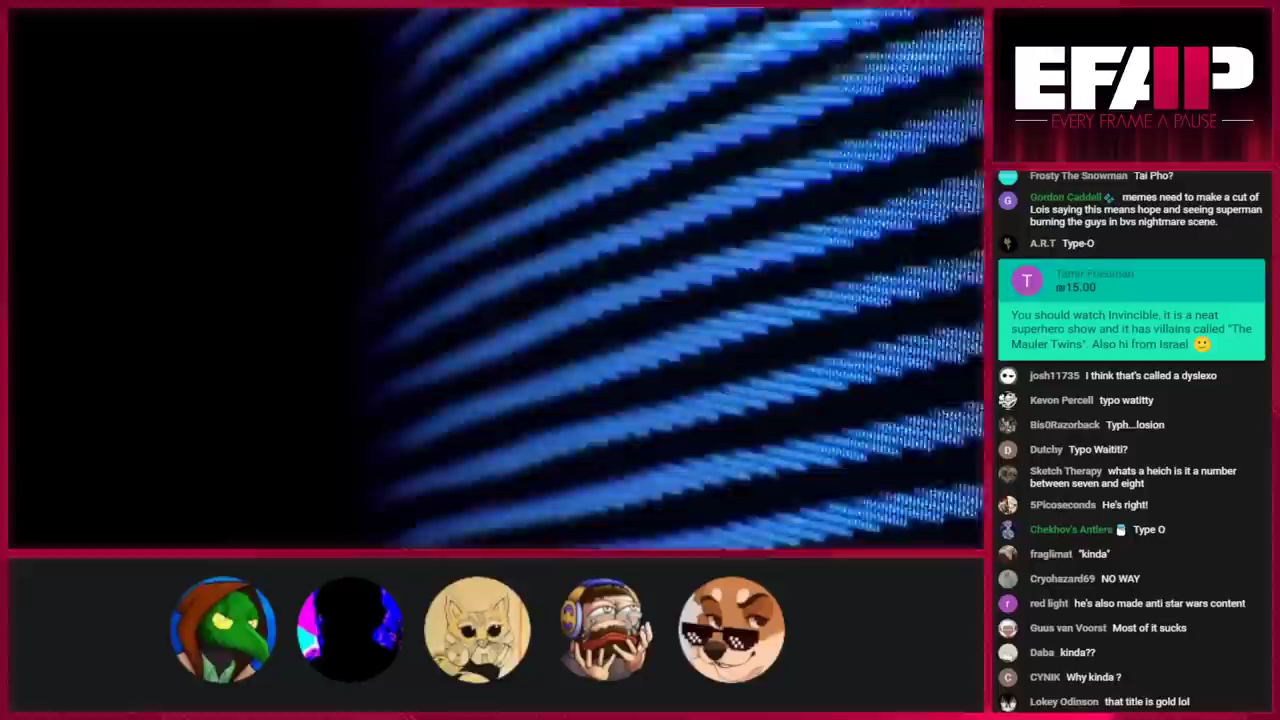 EFAP
EVERY FRAME A PAUSE
Frosty The Snowman Tai Pho?
G
Gordon Caddell memes need to make a cut of
Lois saying this means hope and seeing superman
burning the guys in bvs nightmare scene.
A.R.T Type-O
T
₪15.00
You should watch Invincible, it is a neat
superhero show and it has villains called "The
Mauler Twins". Also hi from Israel 🙂
josh11735 I think that's called a dyslexo
Kevon Percell typo watitty
Bis0Razorback Typh...losion
D
Dutchy Typo Waititi?
Sketch Therapy whats a heich is it a number
between seven and eight
5Picoseconds He's right!
Chekhov's Antlers Type O
fraglimat "kinda"
Cryohazard69 NO WAY
r
red light he's also made anti star wars content
Guus van Voorst Most of it sucks
Daba kinda??
C
CYNIK Why kinda ?
Lokey Odinson that title is gold lol